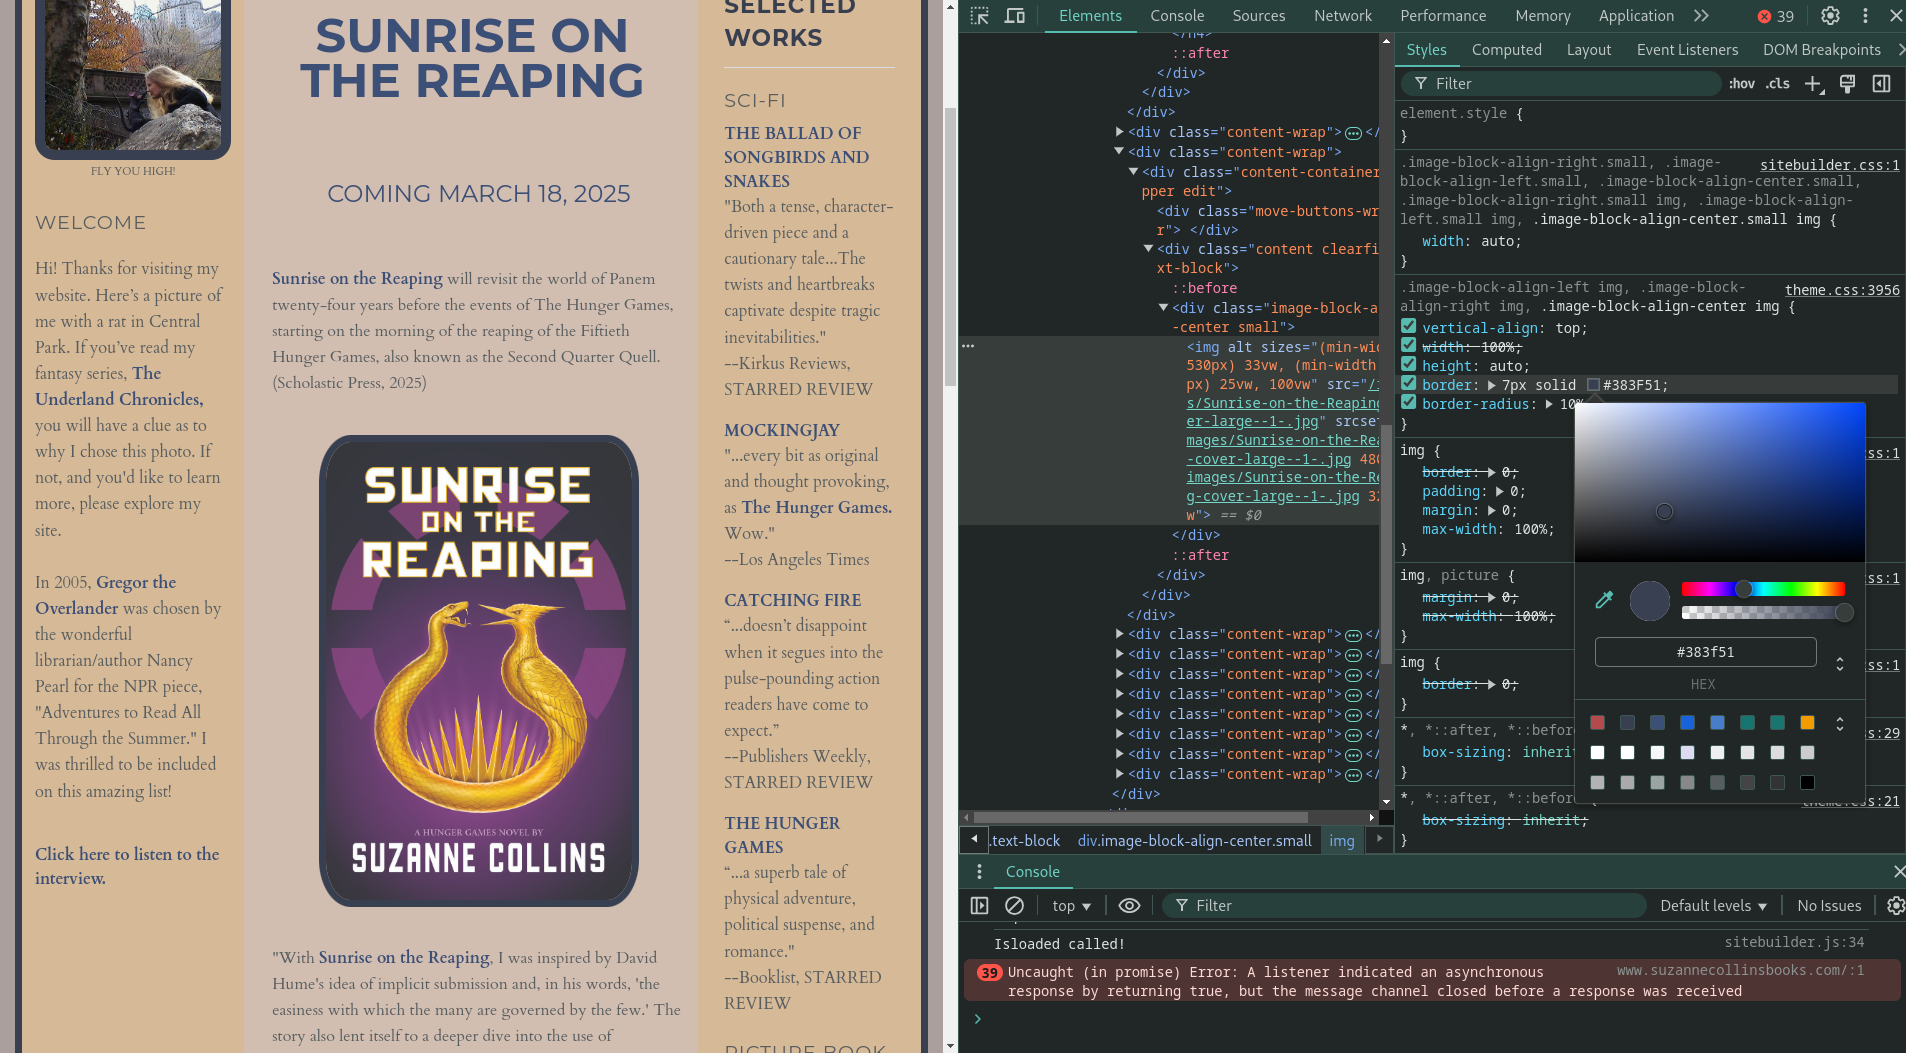 FLY YOU HIGH!
WELCOME
Hi! Thanks for visiting my
website. Here's a picture of
me with a rat in Central
Park. If you've read my
fantasy series, The
Underland Chronicles,
you will have a clue as to
why I chose this photo. If
not, and you'd like to learn
more, please explore my
site.
In 2005, Gregor the
Overlander was chosen by
the wonderful
librarian/author Nancy
Pearl for the NPR piece,
"Adventures to Read All
Through the Summer." I
was thrilled to be included
on this amazing list!
Click here to listen to the
interview.
SUNRISE ON
THE REAPING
COMING MARCH 18, 2025
Sunrise on the Reaping will revisit the world of Panem
twenty-four years before the events of The Hunger Games,
starting on the morning of the reaping of the Fiftieth
Hunger Games, also known as the Second Quarter Quell.
(Scholastic Press, 2025)
SUNRISE
ON THE
REAPING
A HUNGER GAMES NOVEL BY
SUZANNE COLLINS
"With Sunrise on the Reaping, I was inspired by David
Hume's idea of implicit submission and, in his words, 'the
easiness with which the many are governed by the few.' The
story also lent itself to a deeper dive into the use of
SELECTED
WORKS
SCI-FI
THE BALLAD OF
SONGBIRDS AND
SNAKES
"Both a tense, character-
driven piece and a
cautionary tale...The
twists and heartbreaks
captivate despite tragic
inevitabilities."
--Kirkus Reviews,
STARRED REVIEW
MOCKINGJAY
"...every bit as original
and thought provoking,
as The Hunger Games.
Wow."
--Los Angeles Times
CATCHING FIRE
“...doesn’t disappoint
when it segues into the
pulse-pounding action
readers have come to
expect.”
--Publishers Weekly,
STARRED REVIEW
THE HUNGER
GAMES
“...a superb tale of
physical adventure,
political suspense, and
romance."
--Booklist, STARRED
REVIEW
PICTURE BOOK
Elements Console Sources Network Performance Memory Application 39
</h4>
::after
</div>
</div>
</div>
<div class="content-wrap"> </
<div class="content-wrap">
<div class="content-container
pper edit">
<div class="move-buttons-wr
r"> </div>
<div class="content clearfi
xt-block">
::before
<div class="image-block-a
-center small">
<img alt sizes="(min-wid
530px) 33vw, (min-width
px) 25vw, 100vw" src="/i
s/Sunrise-on-the-Reaping
er-large--1-.jpg" srcset
mages/Sunrise-on-the-Rea
-cover-large--1-.jpg 480
images/Sunrise-on-the-Re
g-cover-large--1-.jpg 32
w"> == $0
</div>
::after
</div>
</div>
</div>
<div class="content-wrap"> </
<div class="content-wrap"> </
<div class="content-wrap"> </
<div class="content-wrap"> </
<div class="content-wrap"> </
<div class="content-wrap"> </
<div class="content-wrap"> </
<div class="content-wrap"> </
</div>
.text-block div.image-block-align-center.small img
Styles Computed Layout Event Listeners DOM Breakpoints
Filter :hov .cls
element.style {
}
.image-block-align-right.small, .image- sitebuilder.css:1
block-align-left.small, .image-block-align-center.small,
.image-block-align-right.small img, .image-block-align-
left.small img, .image-block-align-center.small img {
width: auto;
}
.image-block-align-left img, .image-block- theme.css:3956
align-right img, .image-block-align-center img {
vertical-align: top;
width: 100%;
height: auto;
border: 7px solid #383F51;
border-radius: 10%
}
img { ss:1
border: 0;
padding: 0;
margin: 0;
max-width: 100%;
}
img, picture { ss:1
margin: 0;
max-width: 100%;
}
img { ss:1
border: 0;
}
*, *::after, *::befor ss:29
box-sizing: inherit
}
*, *::after, *::before { theme.css:21
box-sizing: inherit;
}
#383f51
HEX
Console
top Filter Default levels No Issues
Isloaded called! sitebuilder.js:34
39 Uncaught (in promise) Error: A listener indicated an asynchronous www.suzannecollinsbooks.com/:1
response by returning true, but the message channel closed before a response was received